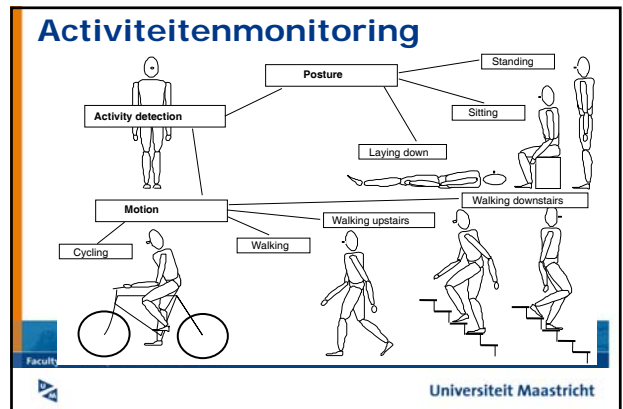 Activiteitenmonitoring
Standing
Posture
Activity detection
Sitting
Laying down
Walking downstairs
Motion
Walking upstairs
Walking
Cycling
Faculty
Universiteit Maastricht